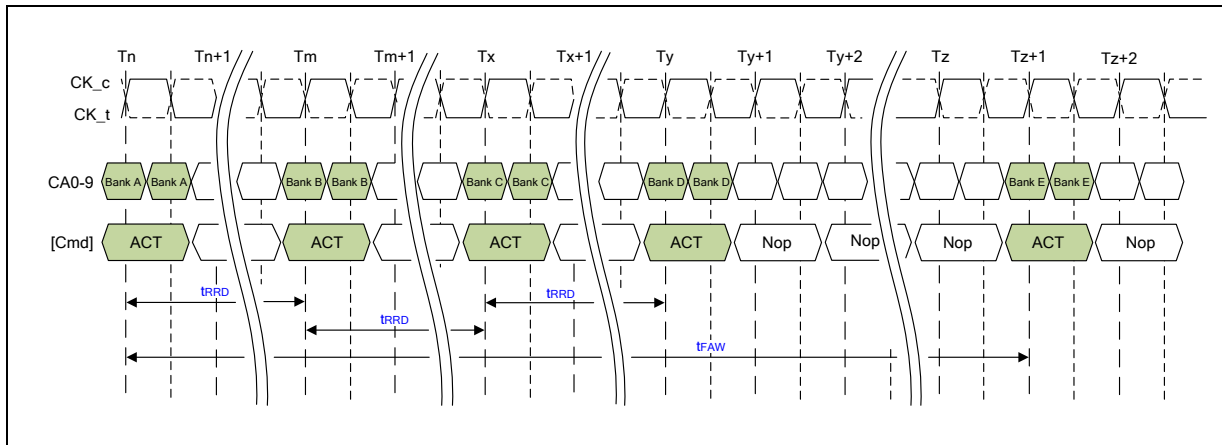 Tn Tn+1 Tm Tm+1 Tx Tx+1 Ty Ty+1 Ty+2 Tz Tz+1 Tz+2
CK_c
CK_t
CA0-9 Bank A Bank A Bank B Bank B Bank C Bank C Bank D Bank D Bank E Bank E
[Cmd] ACT ACT ACT ACT Nop Nop Nop ACT Nop
tRRD tRRD
tRRD
tFAW